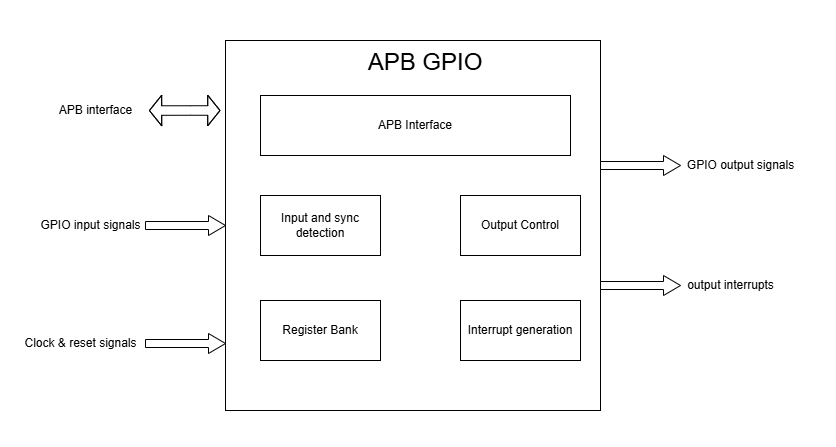 APB GPIO
APB interface
APB Interface
GPIO output signals
GPIO input signals
Input and sync
detection
Output Control
output interrupts
Clock & reset signals
Register Bank
Interrupt generation